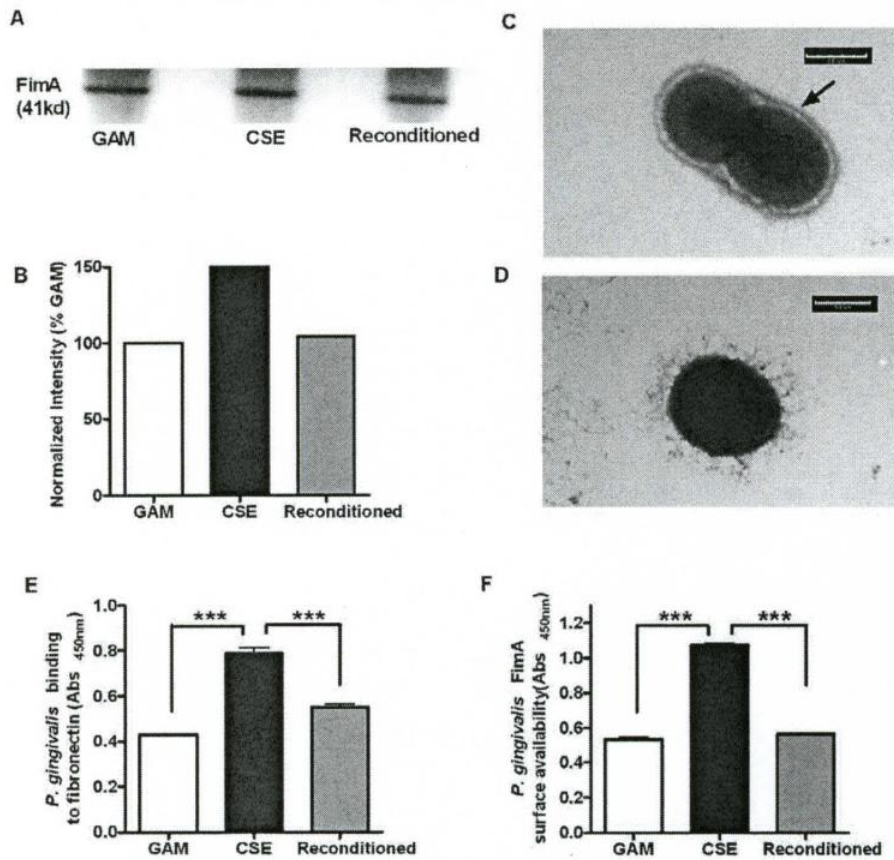 A
FimA
(41kd)
GAM CSE Reconditioned
B
Normalized Intensity (% GAM)
150
100
50
0
GAM CSE Reconditioned
C
D
E
P. gingivalis binding
to fibronectin (Abs 450nm)
1.0
0.8
0.6
0.4
0.2
0.0
*** ***
GAM CSE Reconditioned
F
P. gingivalis FimA
surface availability(Abs 450nm)
1.2
1.0
0.8
0.6
0.4
0.2
0.0
*** ***
GAM CSE Reconditioned